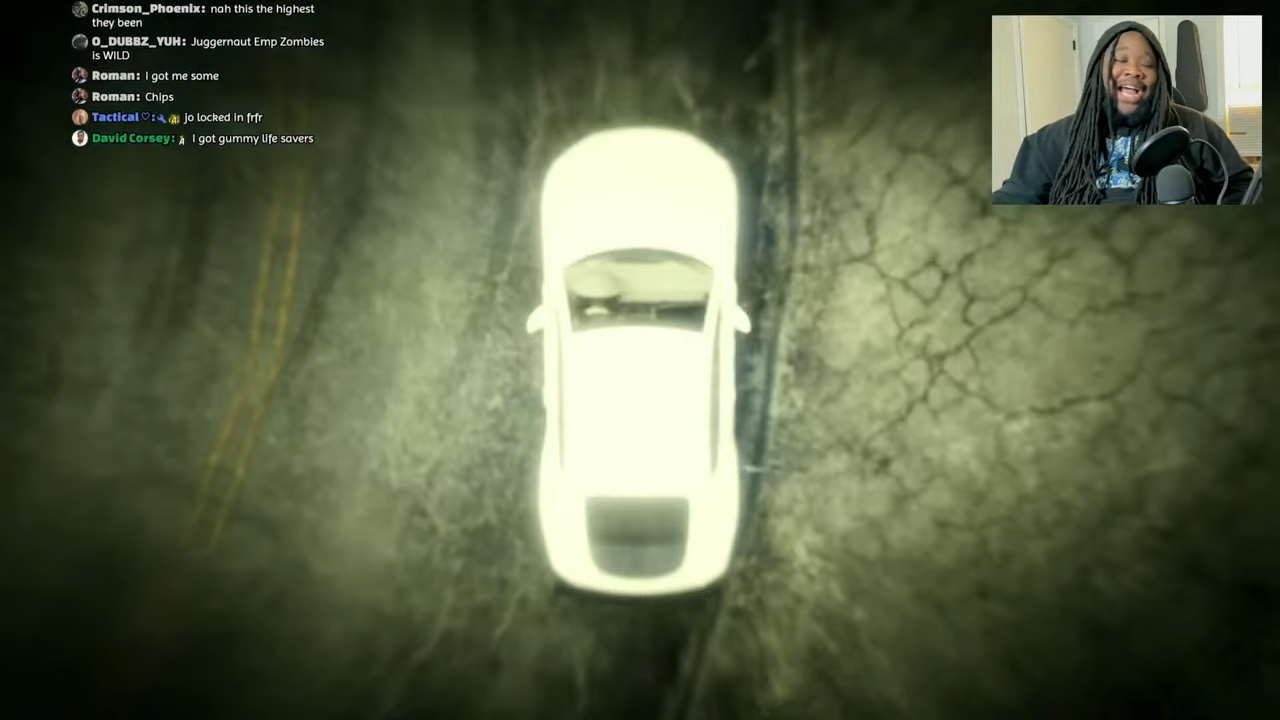 Crimson_Phoenix: nah this the highest
they been
O_DUBBZ_YUH: Juggernaut Emp Zombies
is WILD
Roman: I got me some
Roman: Chips
Tactical♡: jo locked in frfr
David Corsey: I got gummy life savers